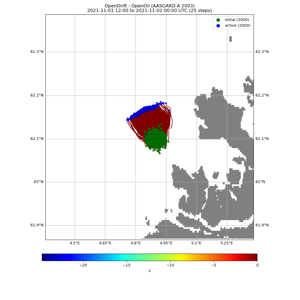 OpenDrift - OpenOil (AASGARD A 2003)
2021-11-01 12:00 to 2021-11-02 00:00 UTC (25 steps)
initial (2000)
active (2000)
62.3°N 62.3°N
62.2°N 62.2°N
62.1°N 62.1°N
62°N 62°N
61.9°N 61.9°N
4.5°E 4.65°E 4.8°E 4.95°E 5.1°E 5.25°E
−20 −15 −10 −5 0
z